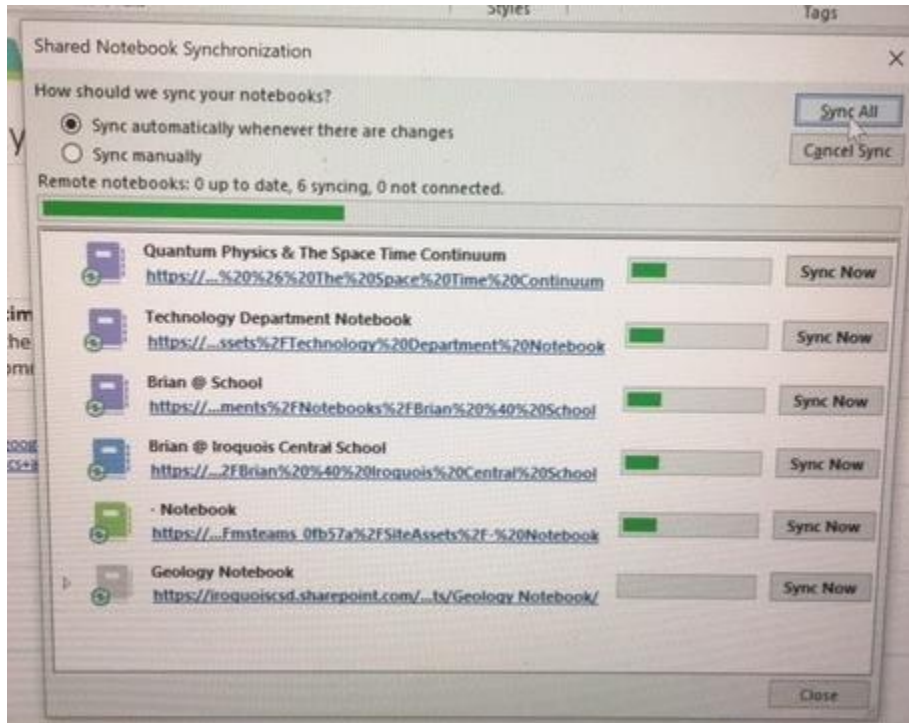 Styles
Tags
Shared Notebook Synchronization
How should we sync your notebooks?
Sync automatically whenever there are changes
Sync All
Sync manually
Cancel Sync
Remote notebooks: 0 up to date, 6 syncing, 0 not connected.
Quantum Physics & The Space Time Continuum
https://...%20%26%20The%20Space%20Time%20Continuum
Sync Now
Technology Department Notebook
https://...ssets%2FTechnology%20Department%20Notebook
Sync Now
Brian @ School
https://...ments%2FNotebooks%2FBrian%20%40%20School
Sync Now
Brian @ Iroquois Central School
https://...2FBrian%20%40%20Iroquois%20Central%20School
Sync Now
- Notebook
https://...Fmsteams_0fb57a%2FSiteAssets%2F-%20Notebook
Sync Now
Geology Notebook
https://iroquoiscsd.sharepoint.com/...ts/Geology Notebook/
Sync Now
Close